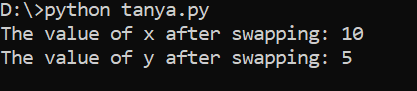 D:\>python tanya.py
The value of x after swapping: 10
The value of y after swapping: 5